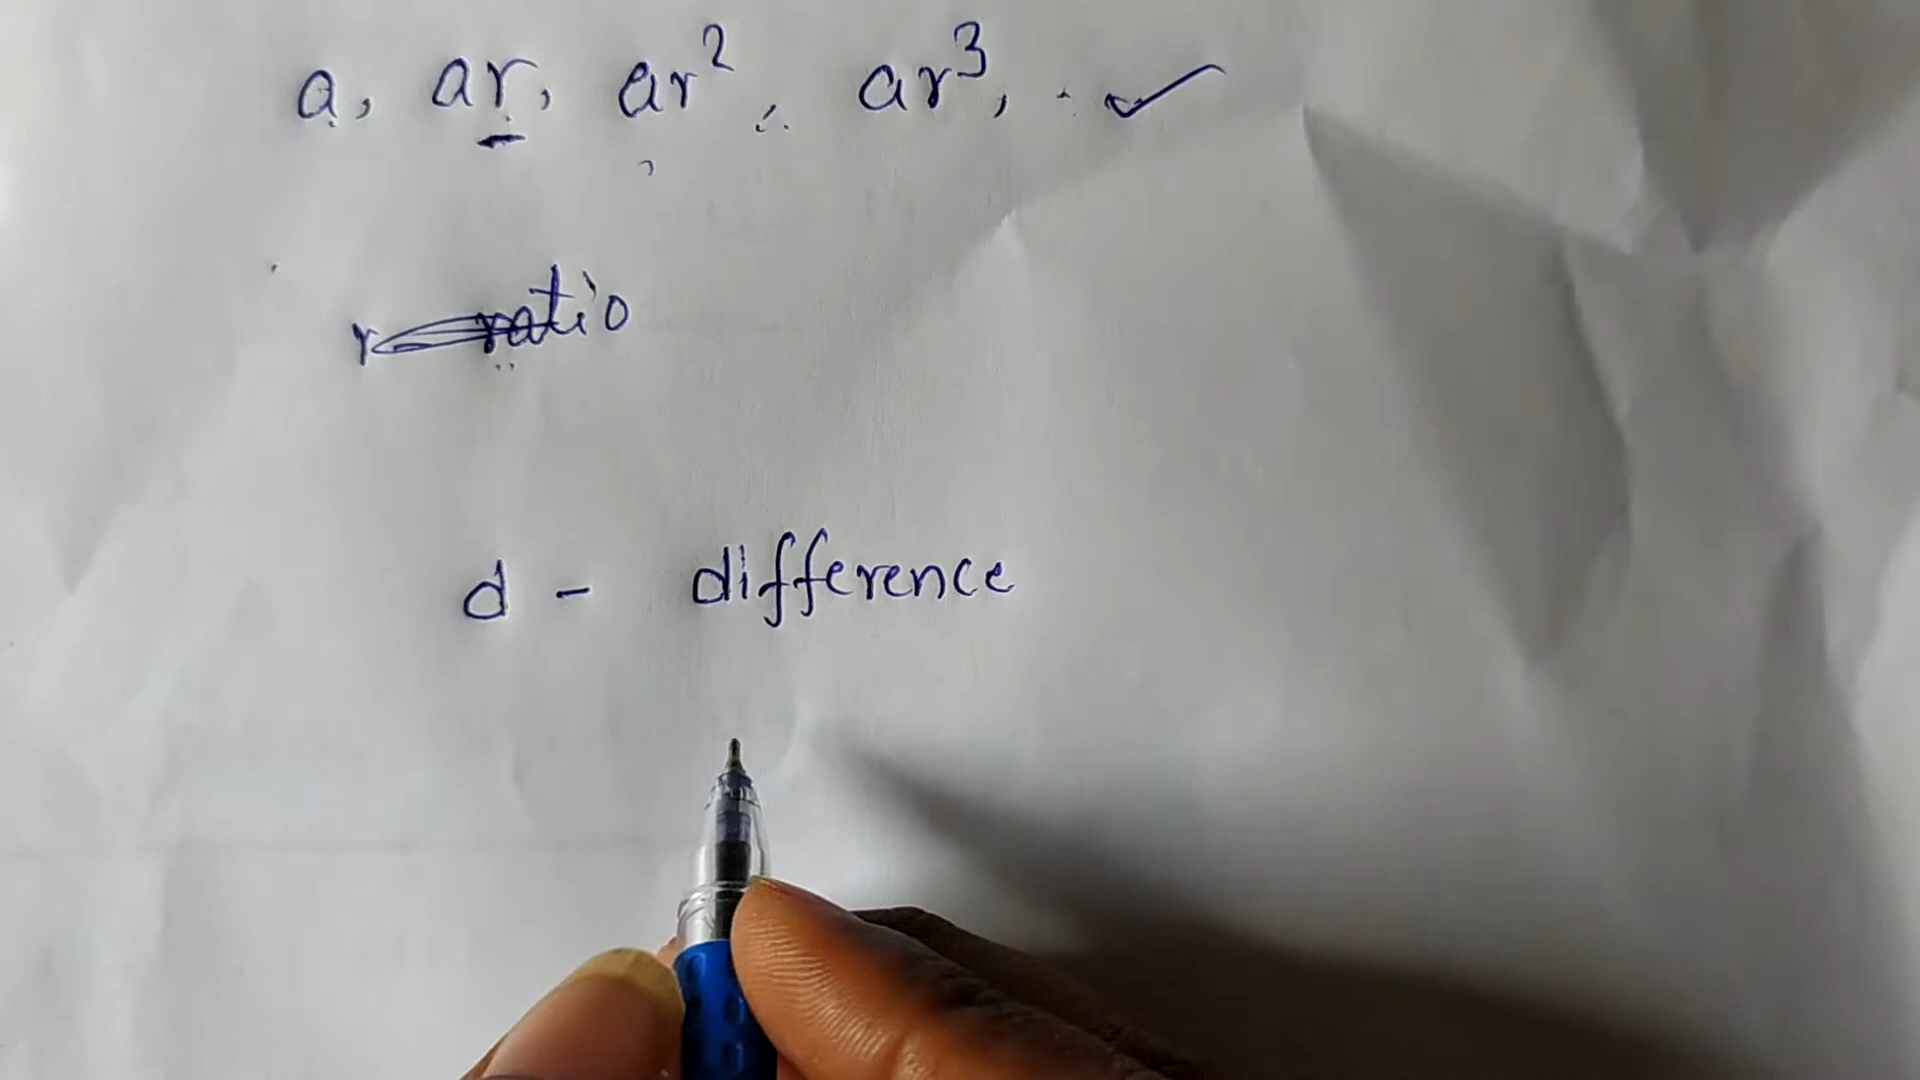 a, ar, ar², ar³, . ✓
r ratio
d - difference